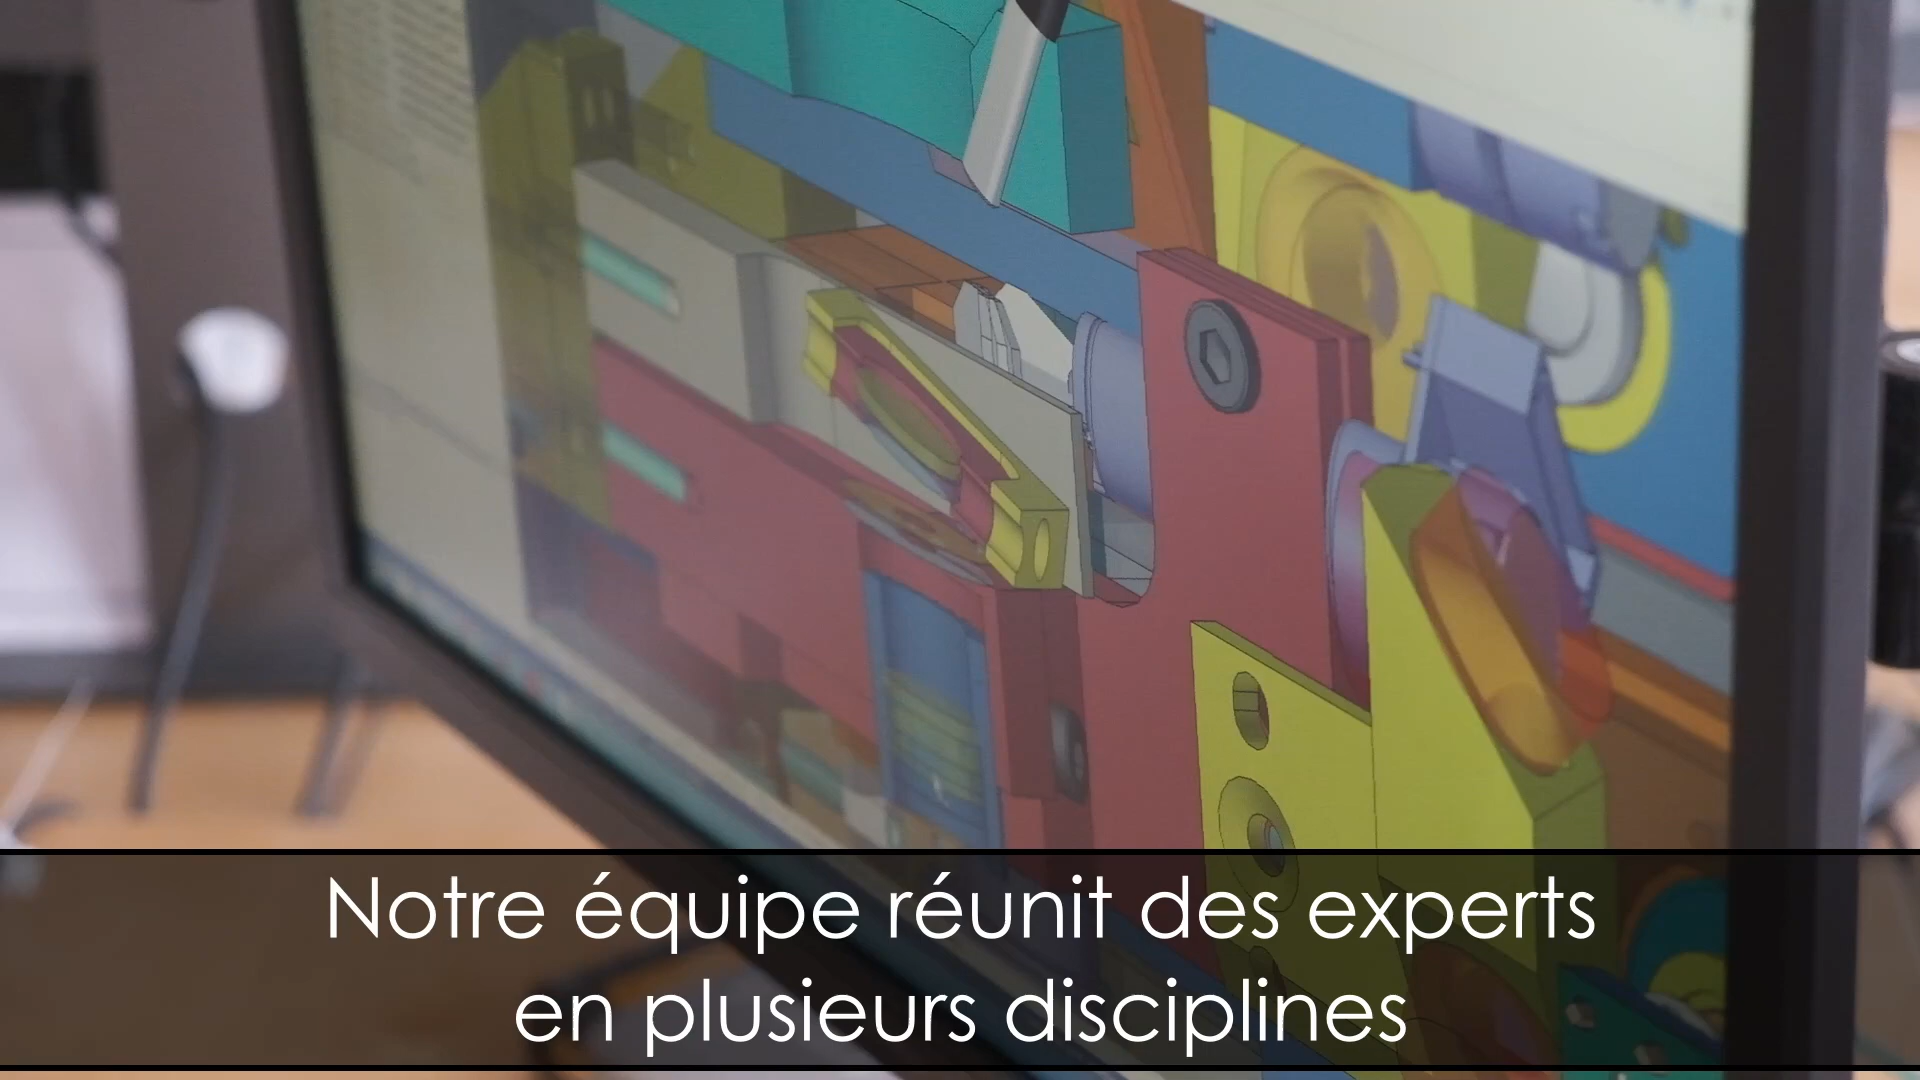 Notre équipe réunit des experts
en plusieurs disciplines